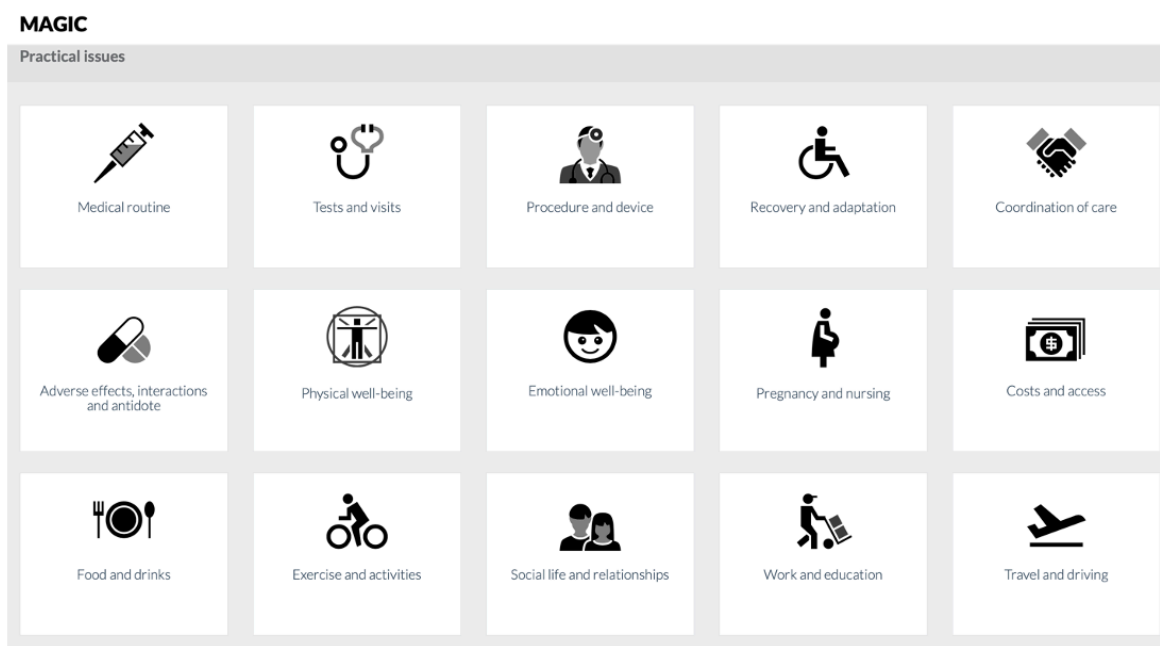 MAGIC
Practical issues
Medical routine
Tests and visits
Procedure and device
Recovery and adaptation
Coordination of care
Adverse effects, interactions
and antidote
Physical well-being
Emotional well-being
Pregnancy and nursing
Costs and access
Food and drinks
Exercise and activities
Social life and relationships
Work and education
Travel and driving